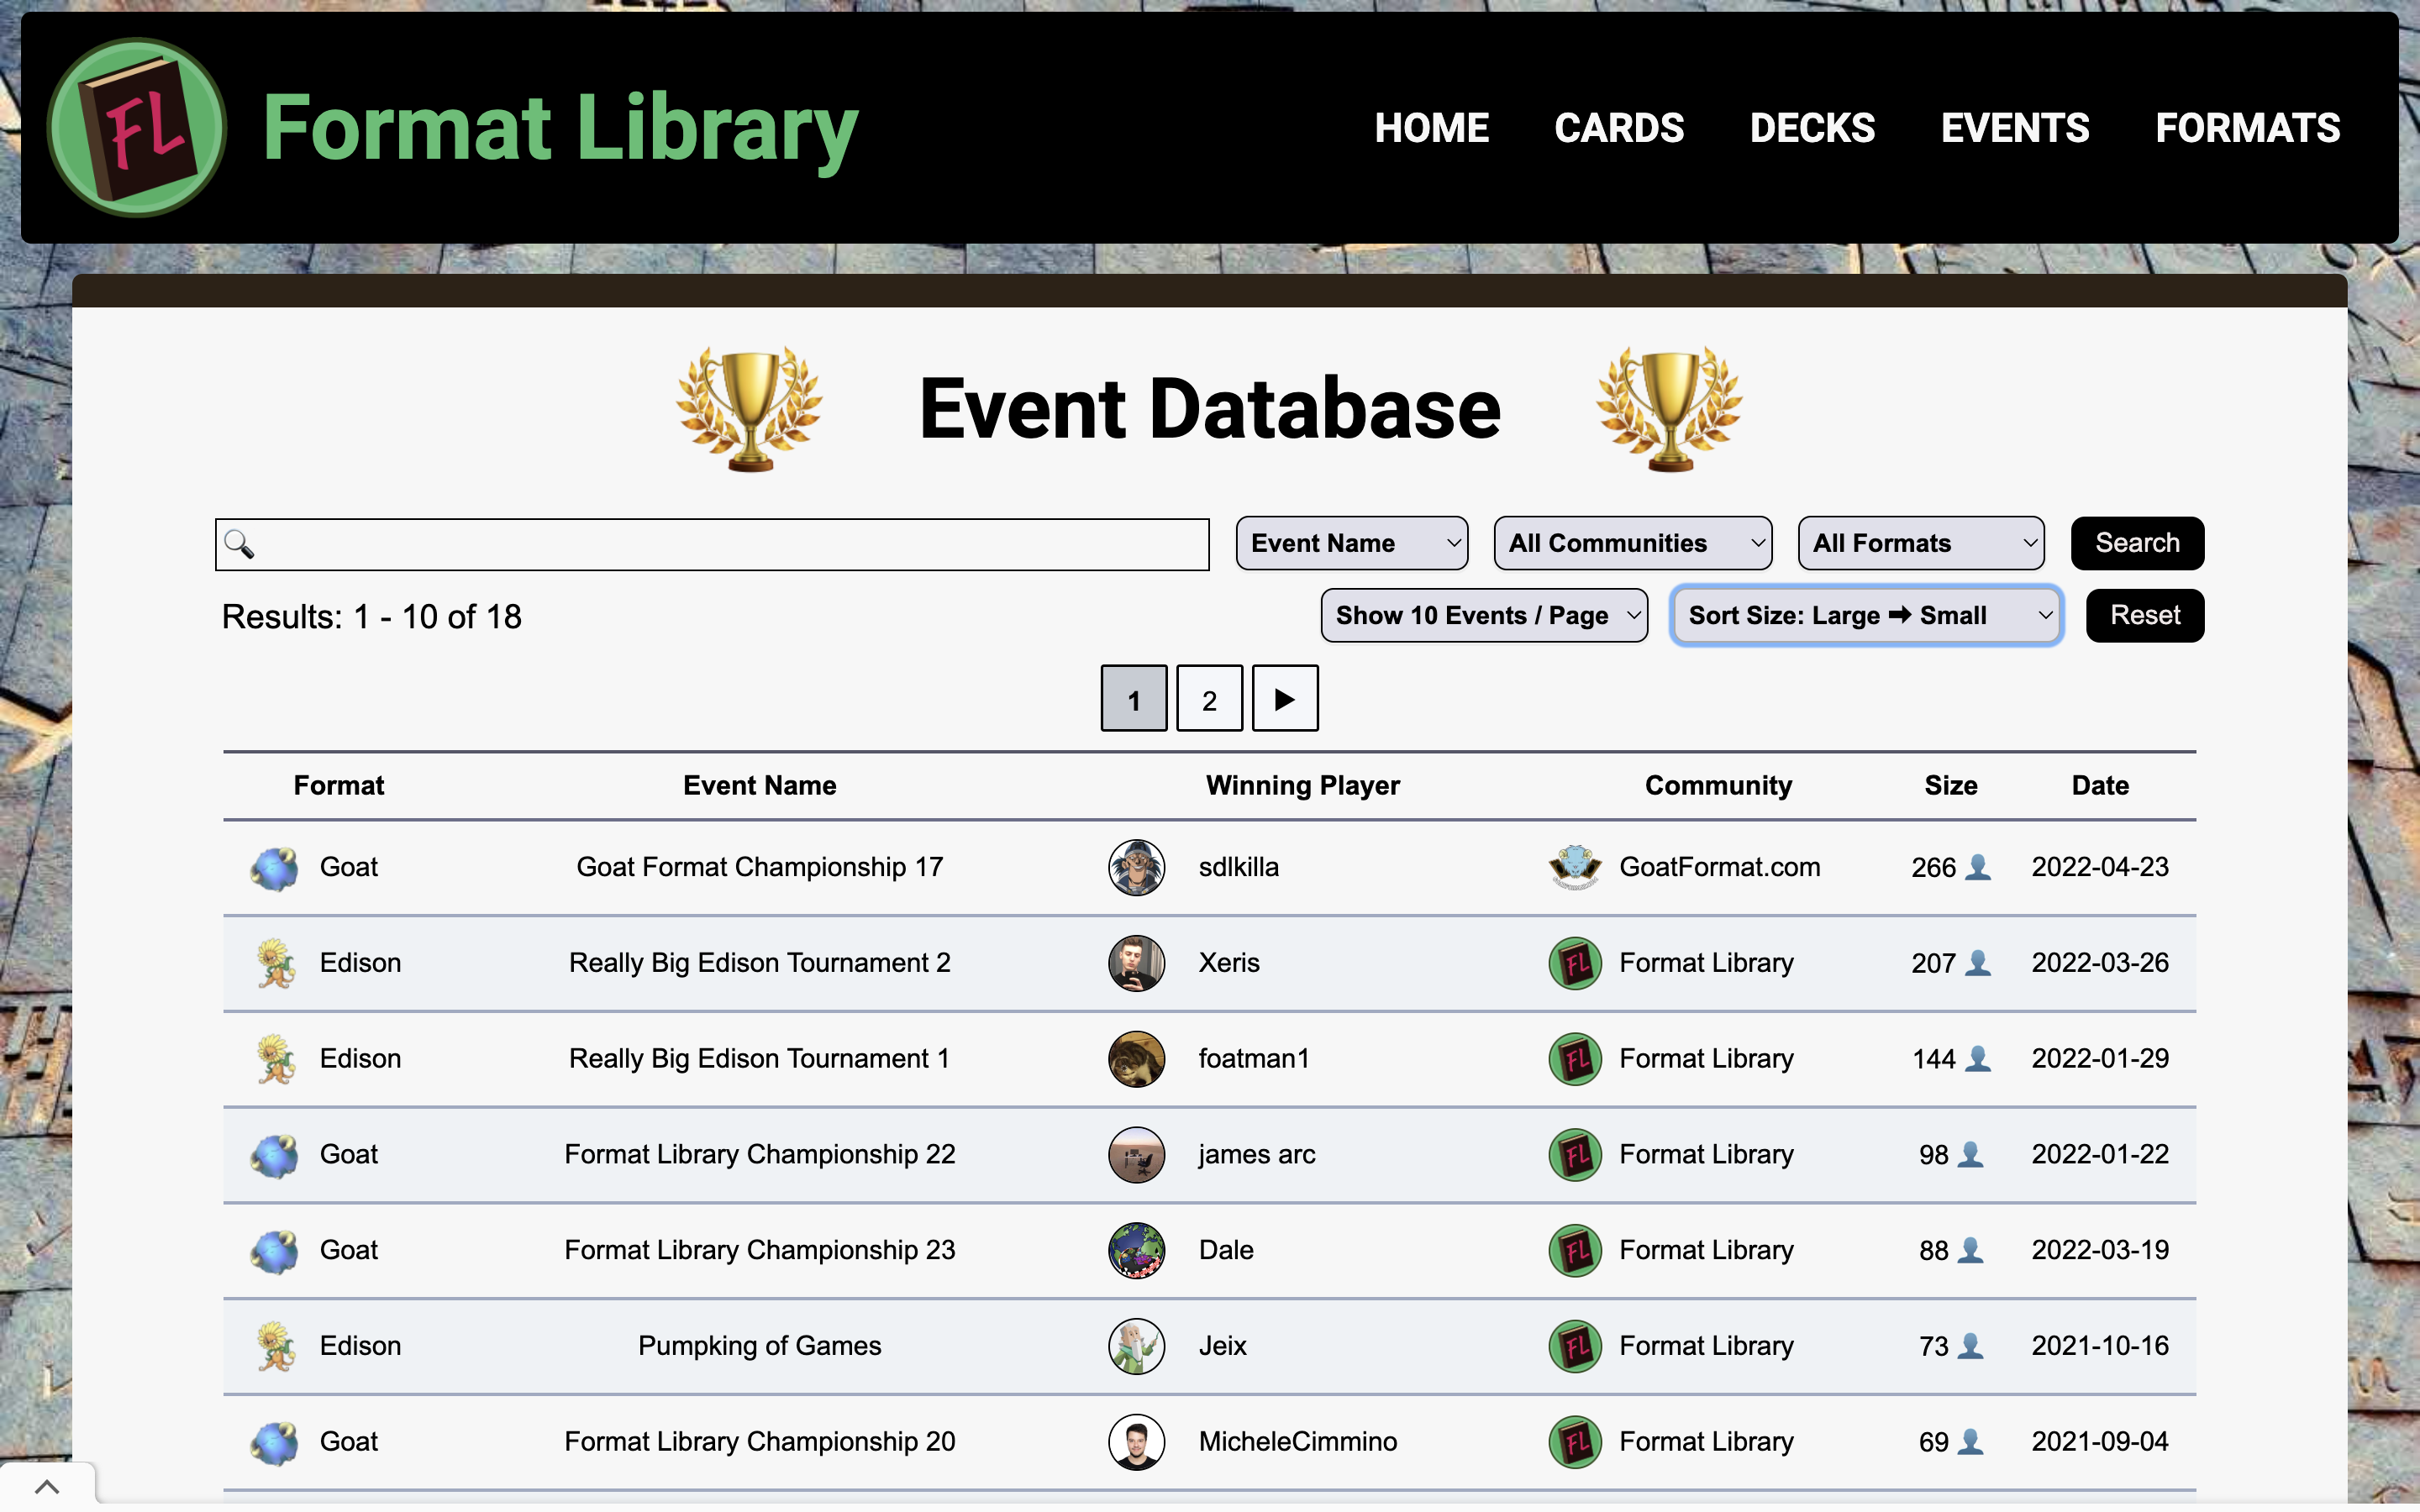 FL Format Library HOME CARDS DECKS EVENTS FORMATS
Event Database
Event Name All Communities All Formats Search
Results: 1 - 10 of 18 Show 10 Events / Page Sort Size: Large ➡ Small Reset
1 2 ▶
Format Event Name Winning Player Community Size Date
Goat Goat Format Championship 17 sdlkilla GoatFormat.com 266 2022-04-23
Edison Really Big Edison Tournament 2 Xeris FL Format Library 207 2022-03-26
Edison Really Big Edison Tournament 1 foatman1 FL Format Library 144 2022-01-29
Goat Format Library Championship 22 james arc FL Format Library 98 2022-01-22
Goat Format Library Championship 23 Dale FL Format Library 88 2022-03-19
Edison Pumpking of Games Jeix FL Format Library 73 2021-10-16
Goat Format Library Championship 20 MicheleCimmino FL Format Library 69 2021-09-04